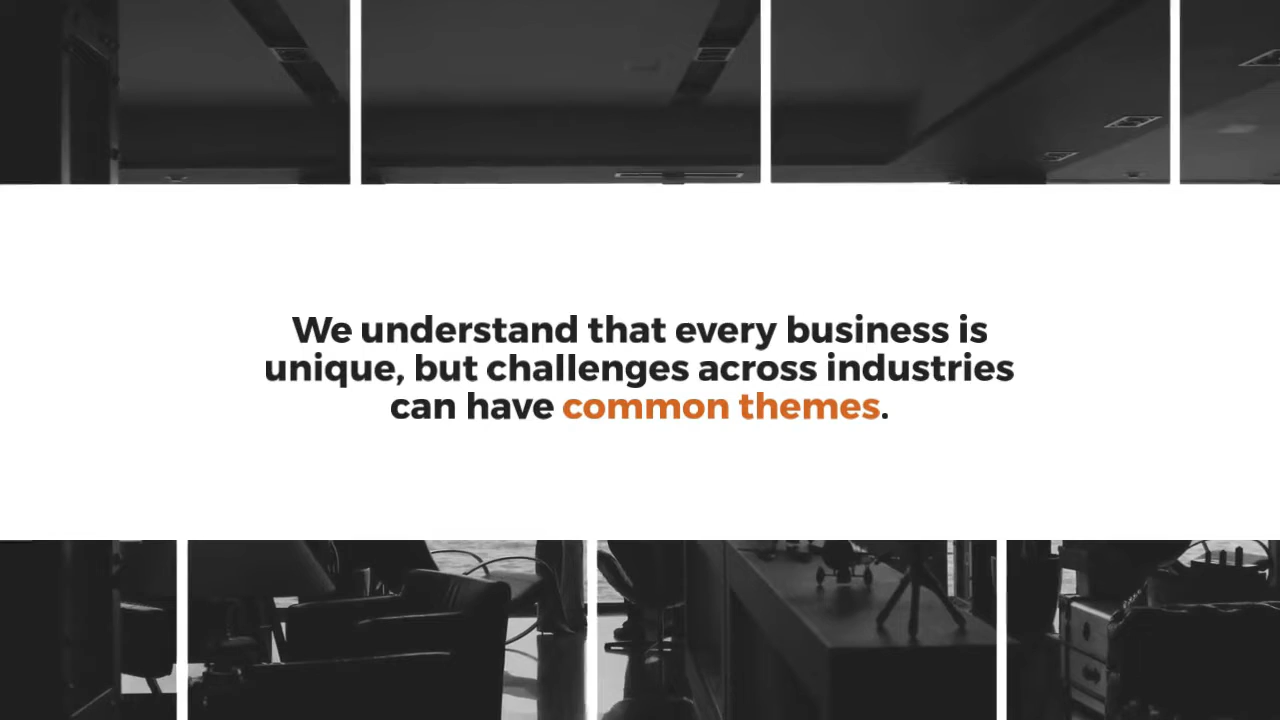 We understand that every business is
unique, but challenges across industries
can have common themes.